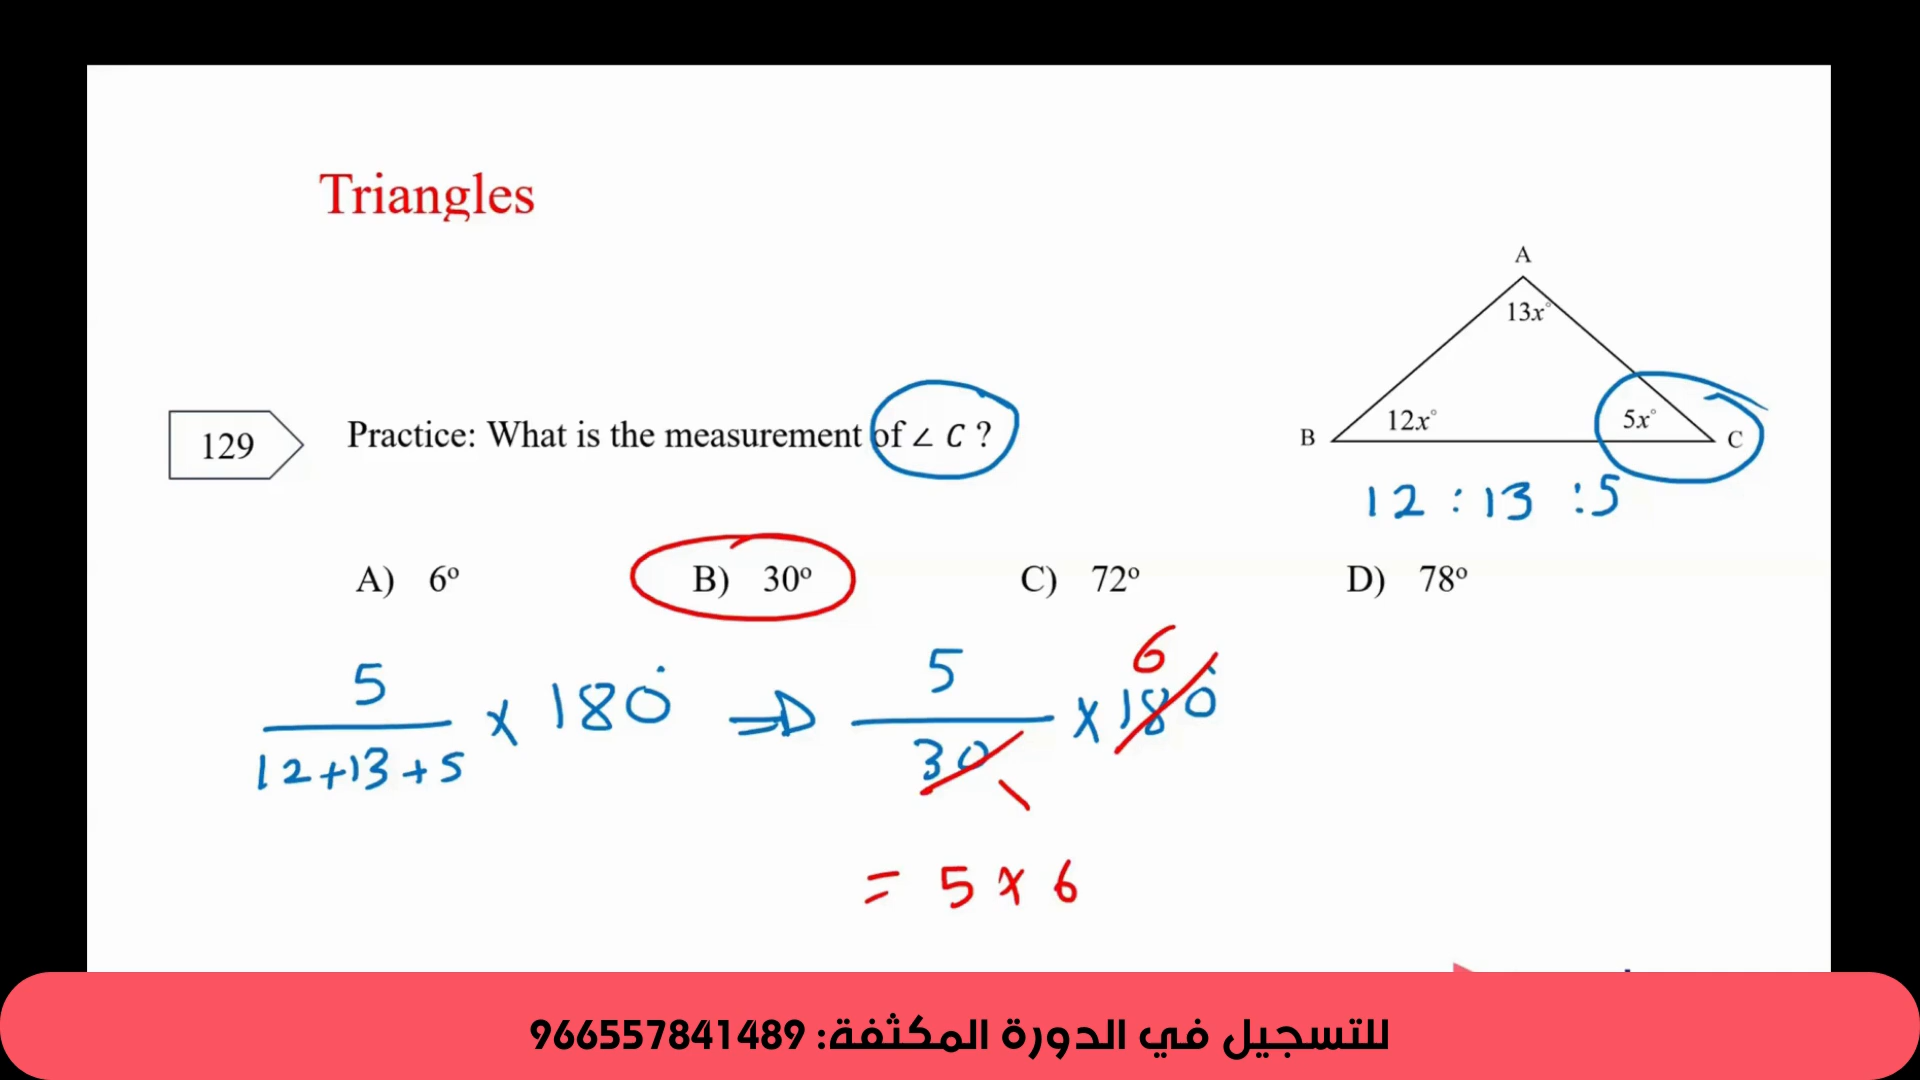 Triangles
A
13x°
B 12x° 5x° C
129 Practice: What is the measurement of ∠ C ?
12 : 13 : 5
A) 6° B) 30° C) 72° D) 78°
5 5 6
× 180° ⇒ × 180°
12+13+5 30 1
= 5 × 6
للتسجيل في الدورة المكثفة: 966557841489